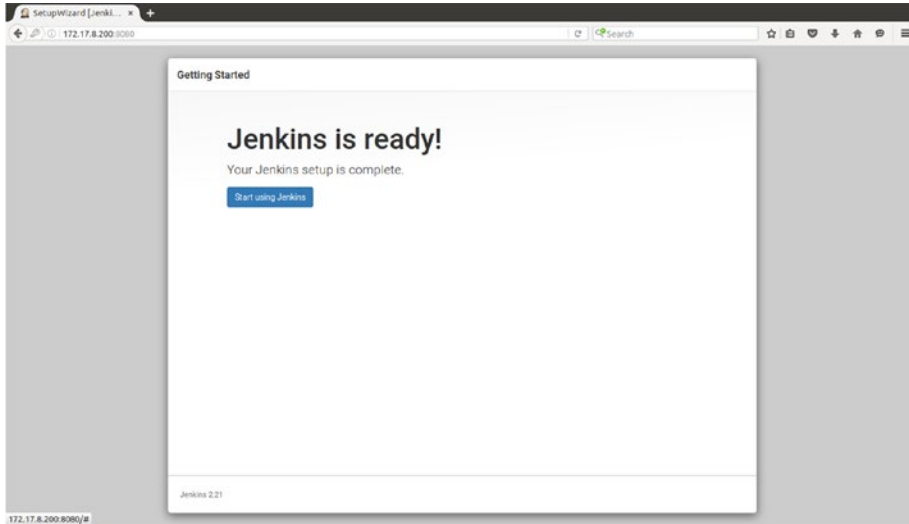 SetupWizard [Jenki...
172.17.8.200:8080
Search
Getting Started
Jenkins is ready!
Your Jenkins setup is complete.
Start using Jenkins
Jenkins 2.21
172.17.8.200:8080/#